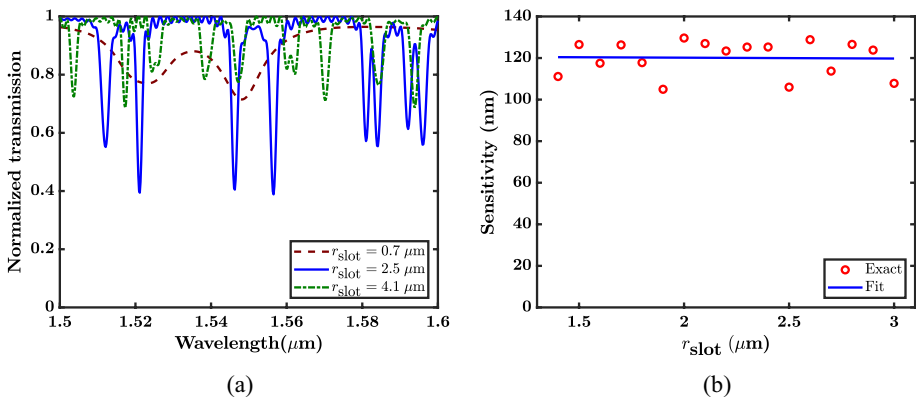 Normalized transmission
1
0.8
0.6
0.4
0.2
0
1.5
1.52
1.54
1.56
1.58
1.6
Wavelength(μm)
r_slot = 0.7 μm
r_slot = 2.5 μm
r_slot = 4.1 μm
(a)
Sensitivity (nm)
140
120
100
80
60
40
20
0
1.5
2
2.5
3
r_slot (μm)
Exact
Fit
(b)